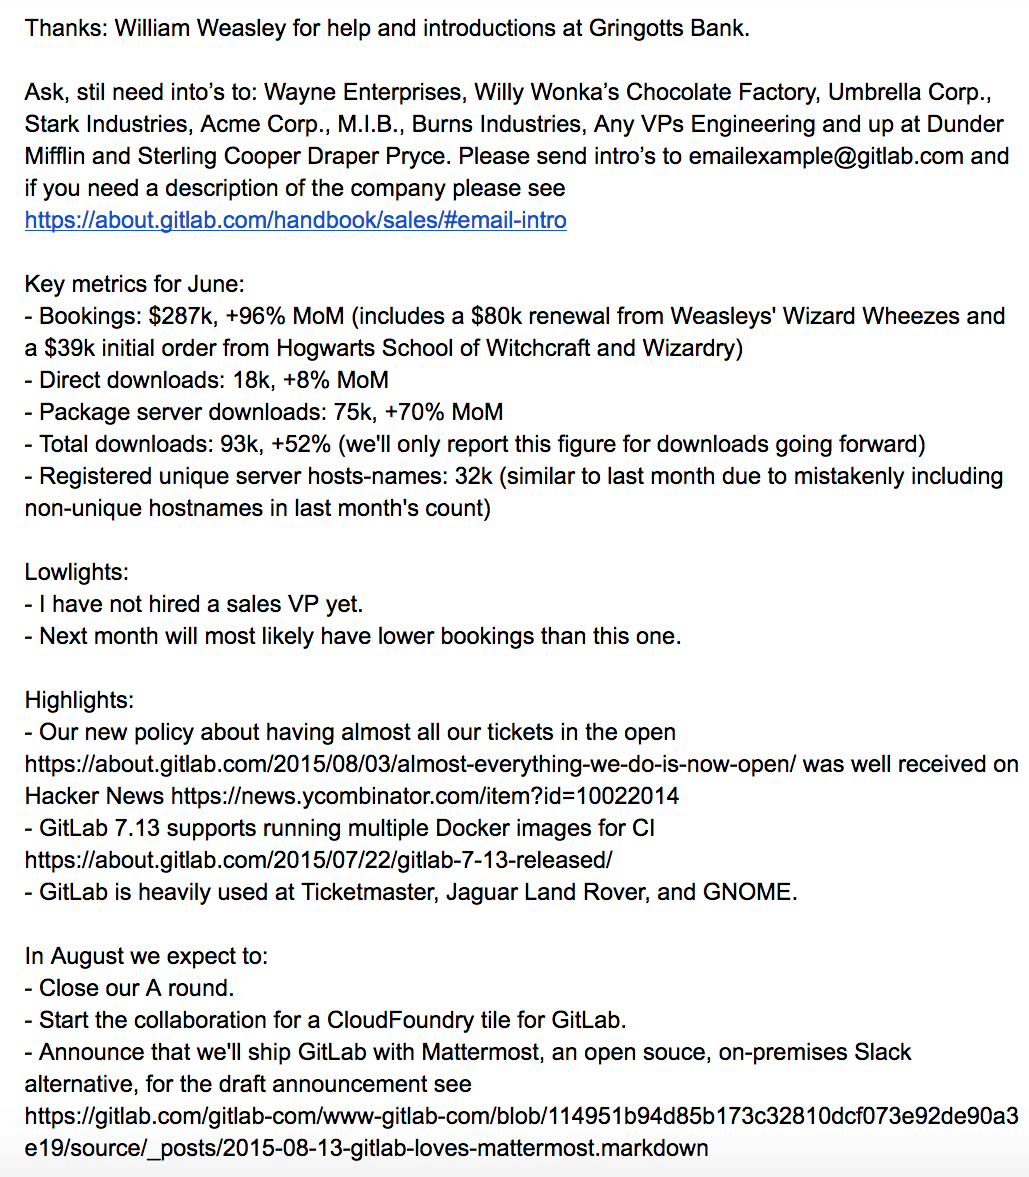 Thanks: William Weasley for help and introductions at Gringotts Bank.
Ask, stil need into's to: Wayne Enterprises, Willy Wonka's Chocolate Factory, Umbrella Corp.,
Stark Industries, Acme Corp., M.I.B., Burns Industries, Any VPs Engineering and up at Dunder
Mifflin and Sterling Cooper Draper Pryce. Please send intro's to emailexample@gitlab.com and
if you need a description of the company please see
https://about.gitlab.com/handbook/sales/#email-intro
Key metrics for June:
- Bookings: $287k, +96% MoM (includes a $80k renewal from Weasleys' Wizard Wheezes and
a $39k initial order from Hogwarts School of Witchcraft and Wizardry)
- Direct downloads: 18k, +8% MoM
- Package server downloads: 75k, +70% MoM
- Total downloads: 93k, +52% (we'll only report this figure for downloads going forward)
- Registered unique server hosts-names: 32k (similar to last month due to mistakenly including
non-unique hostnames in last month's count)
Lowlights:
- I have not hired a sales VP yet.
- Next month will most likely have lower bookings than this one.
Highlights:
- Our new policy about having almost all our tickets in the open
https://about.gitlab.com/2015/08/03/almost-everything-we-do-is-now-open/ was well received on
Hacker News https://news.ycombinator.com/item?id=10022014
- GitLab 7.13 supports running multiple Docker images for CI
https://about.gitlab.com/2015/07/22/gitlab-7-13-released/
- GitLab is heavily used at Ticketmaster, Jaguar Land Rover, and GNOME.
In August we expect to:
- Close our A round.
- Start the collaboration for a CloudFoundry tile for GitLab.
- Announce that we'll ship GitLab with Mattermost, an open souce, on-premises Slack
alternative, for the draft announcement see
https://gitlab.com/gitlab-com/www-gitlab-com/blob/114951b94d85b173c32810dcf073e92de90a3
e19/source/_posts/2015-08-13-gitlab-loves-mattermost.markdown